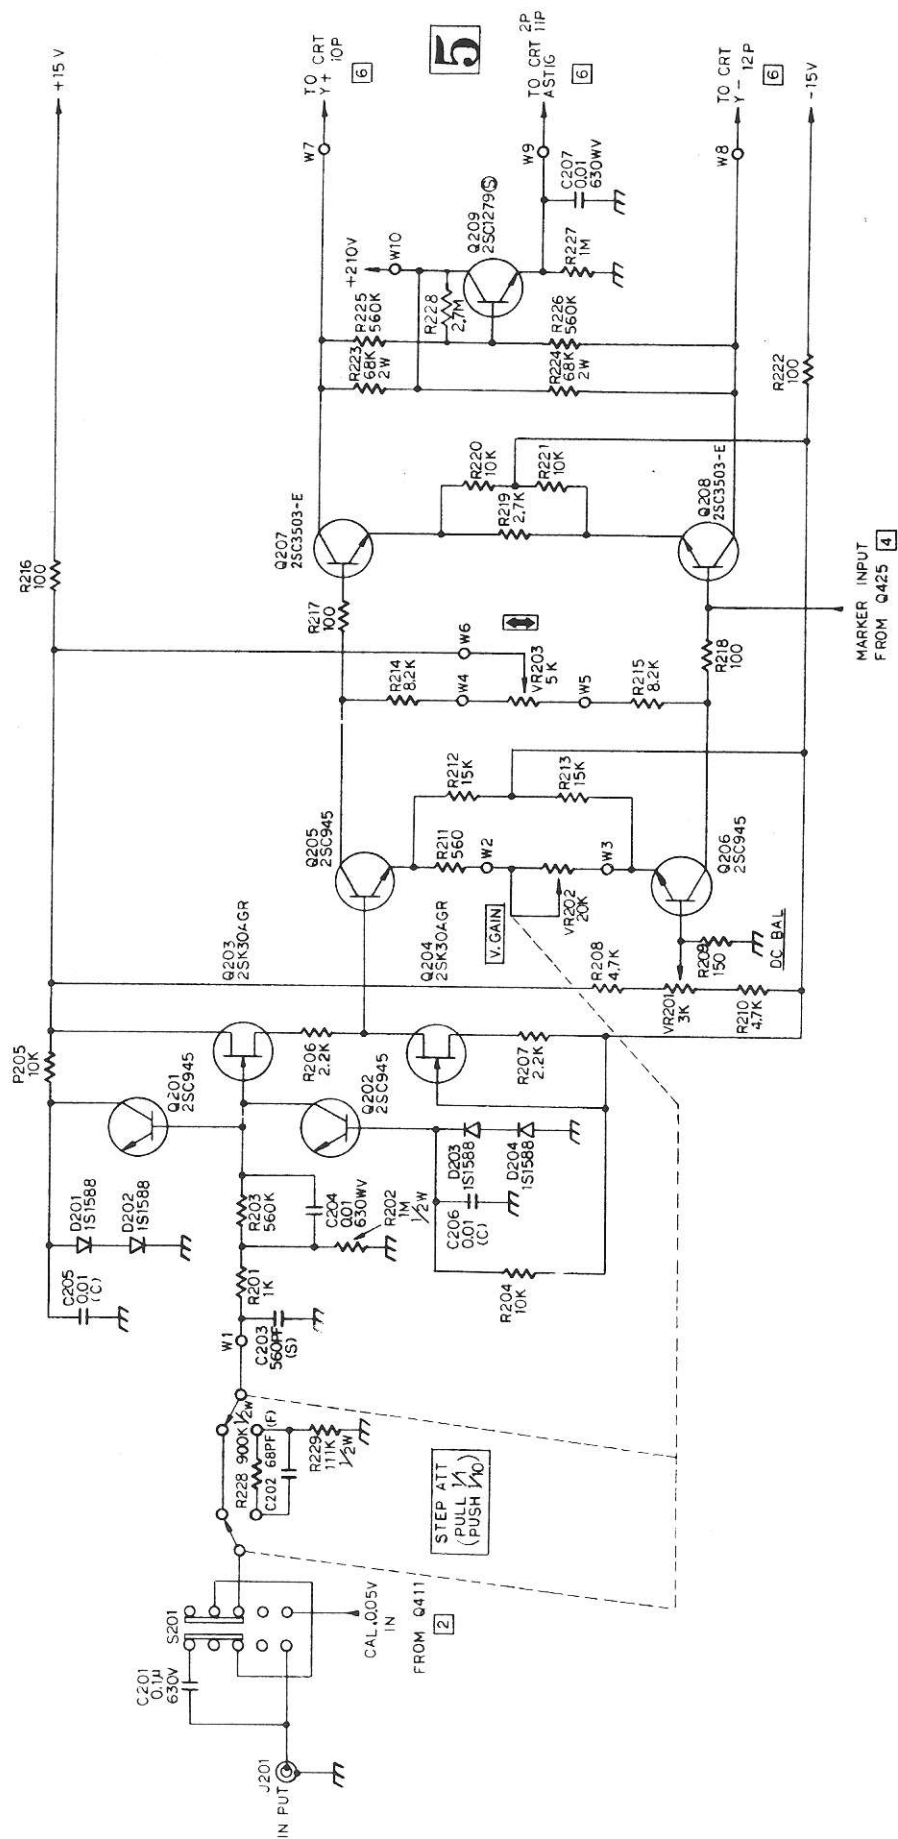 5
+15V
TO CRT
Y+ 10P
6
TO CRT 2P
ASTIG 11P
6
TO CRT
Y− 12P
6
-15V
W7
W9
W8
C207
0.01
630WV
Q209
2SC1279Ⓢ
+210V
W10
R227
1M
R228
2.7M
R225
560K
R223
68K
2W
R226
560K
R224
68K
2W
R222
100
R216
100
Q207
2SC3503-E
R220
10K
R219
2.7K
R221
10K
Q208
2SC3503-E
R217
100
R218
100
MARKER INPUT
FROM Q425 4
W6
R214
8.2K
W4
VR203
5K
W5
R215
8.2K
R212
15K
R213
15K
Q205
2SC945
R211
560
W2
W3
VR202
20K
V.GAIN
Q206
2SC945
R209
150
DC BAL
R208
4.7K
VR201
3K
R210
4.7K
Q203
2SK30AGR
Q204
2SK30AGR
R206
2.2K
R207
2.2K
P205
10K
Q201
2SC945
Q202
2SC945
D201
1S1588
D202
1S1588
C205
0.01
(C)
R203
560K
C204
0.01
630WV
R202
1M
1/2W
D203
1S1588
D204
1S1588
C206
0.01
(C)
R204
10K
R201
1K
W1
C203
560PF
(S)
R228 900K 1/2W
C202 68PF (F)
R229
111K
1/2W
STEP ATT
(PULL 1/1)
(PUSH 1/10)
S201
C201
0.1μ
630V
CAL.0.05V
IN
FROM Q411
2
J201
IN PUT